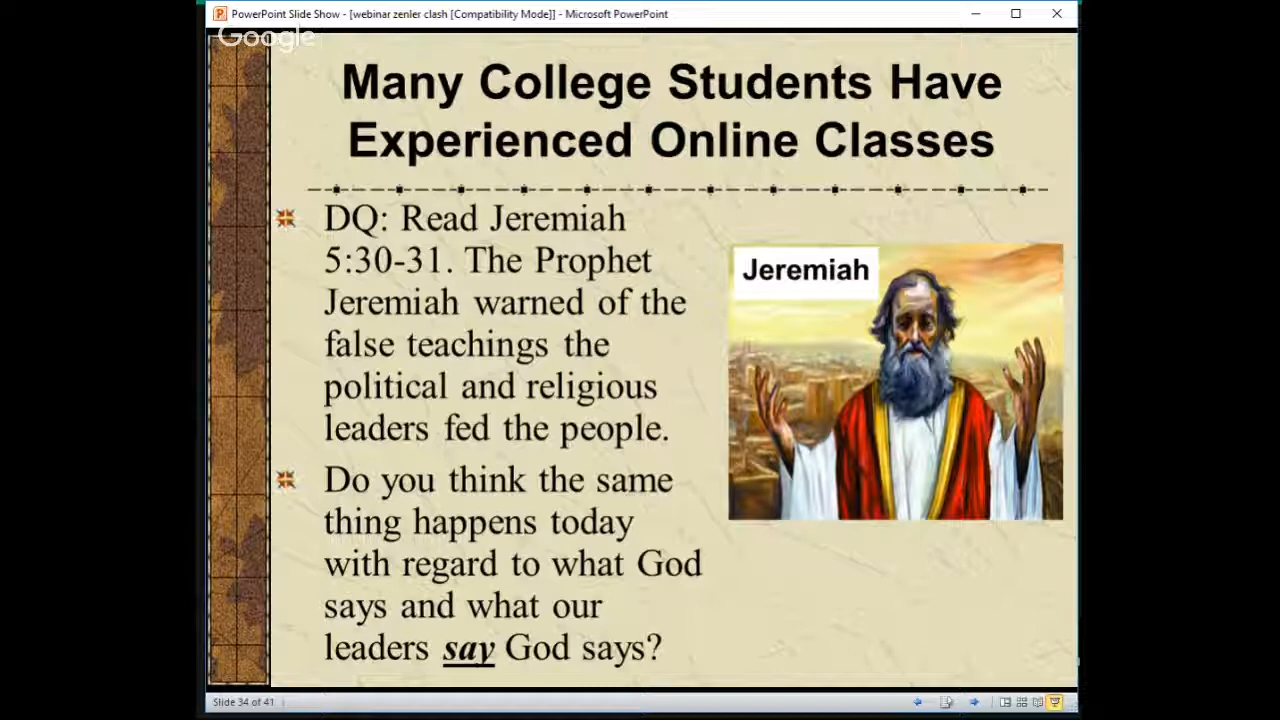 PowerPoint Slide Show - [webinar zenler clash [Compatibility Mode]] - Microsoft PowerPoint
Google
Many College Students Have
Experienced Online Classes
DQ: Read Jeremiah
5:30-31. The Prophet
Jeremiah warned of the
false teachings the
political and religious
leaders fed the people.
Do you think the same
thing happens today
with regard to what God
says and what our
leaders say God says?
Jeremiah
Slide 34 of 41